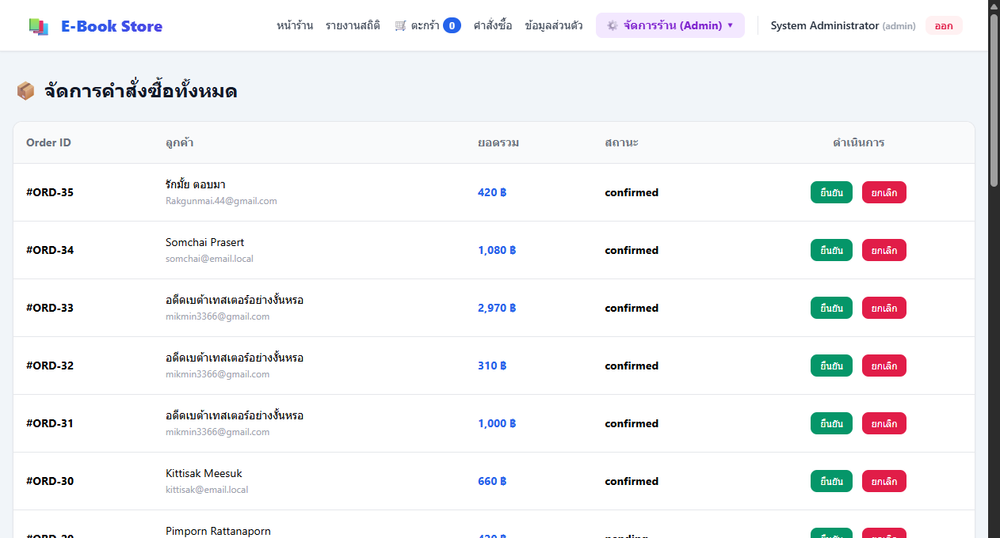 E-Book Store
หน้าร้าน
รายงานสถิติ
ตะกร้า 0
คำสั่งซื้อ
ข้อมูลส่วนตัว
จัดการร้าน (Admin) ▼
System Administrator (admin)
ออก
จัดการคำสั่งซื้อทั้งหมด
Order ID ลูกค้า ยอดรวม สถานะ ดำเนินการ
#ORD-35 รักมั้ย ตอบมา 420 ฿ confirmed ยืนยัน ยกเลิก
Rakgunmai.44@gmail.com
#ORD-34 Somchai Prasert 1,080 ฿ confirmed ยืนยัน ยกเลิก
somchai@email.local
#ORD-33 อดีดเบต้าเทสเตอร์อย่างงั้นหรอ 2,970 ฿ confirmed ยืนยัน ยกเลิก
mikmin3366@gmail.com
#ORD-32 อดีดเบต้าเทสเตอร์อย่างงั้นหรอ 310 ฿ confirmed ยืนยัน ยกเลิก
mikmin3366@gmail.com
#ORD-31 อดีดเบต้าเทสเตอร์อย่างงั้นหรอ 1,000 ฿ confirmed ยืนยัน ยกเลิก
mikmin3366@gmail.com
#ORD-30 Kittisak Meesuk 660 ฿ confirmed ยืนยัน ยกเลิก
kittisak@email.local
Pimporn Rattanaporn